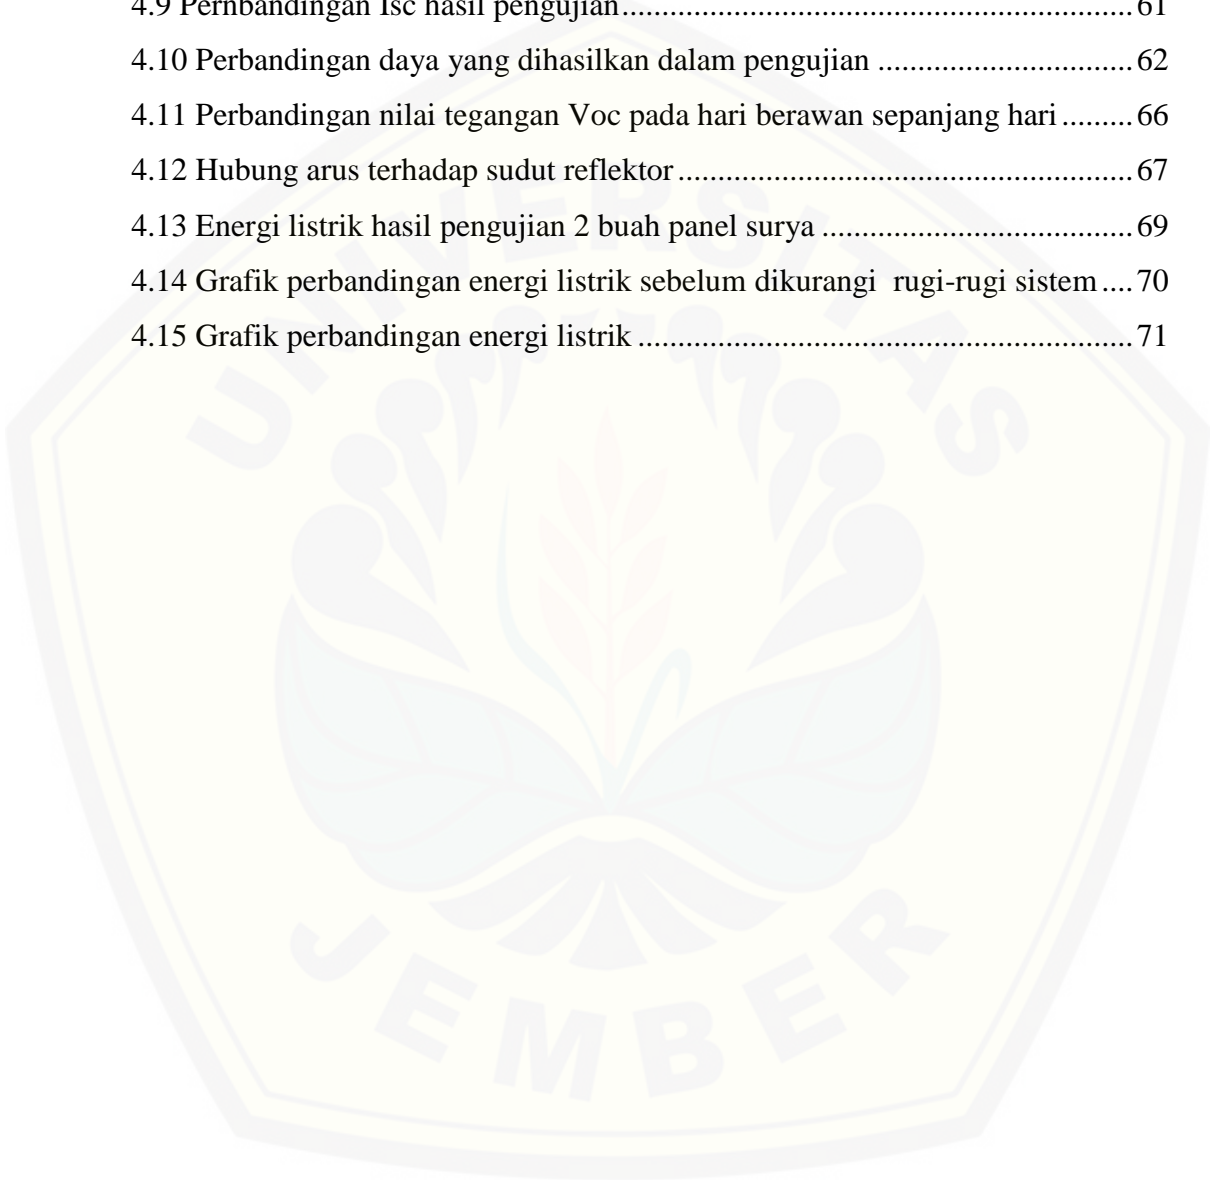 4.9 Pernbandingan Isc hasil pengujian................................................................61
4.10 Perbandingan daya yang dihasilkan dalam pengujian ...............................62
4.11 Perbandingan nilai tegangan Voc pada hari berawan sepanjang hari.........66
4.12 Hubung arus terhadap sudut reflektor........................................................67
4.13 Energi listrik hasil pengujian 2 buah panel surya ......................................69
4.14 Grafik perbandingan energi listrik sebelum dikurangi  rugi-rugi sistem....70
4.15 Grafik perbandingan energi listrik.............................................................71
UNIVERSITAS
JEMBER